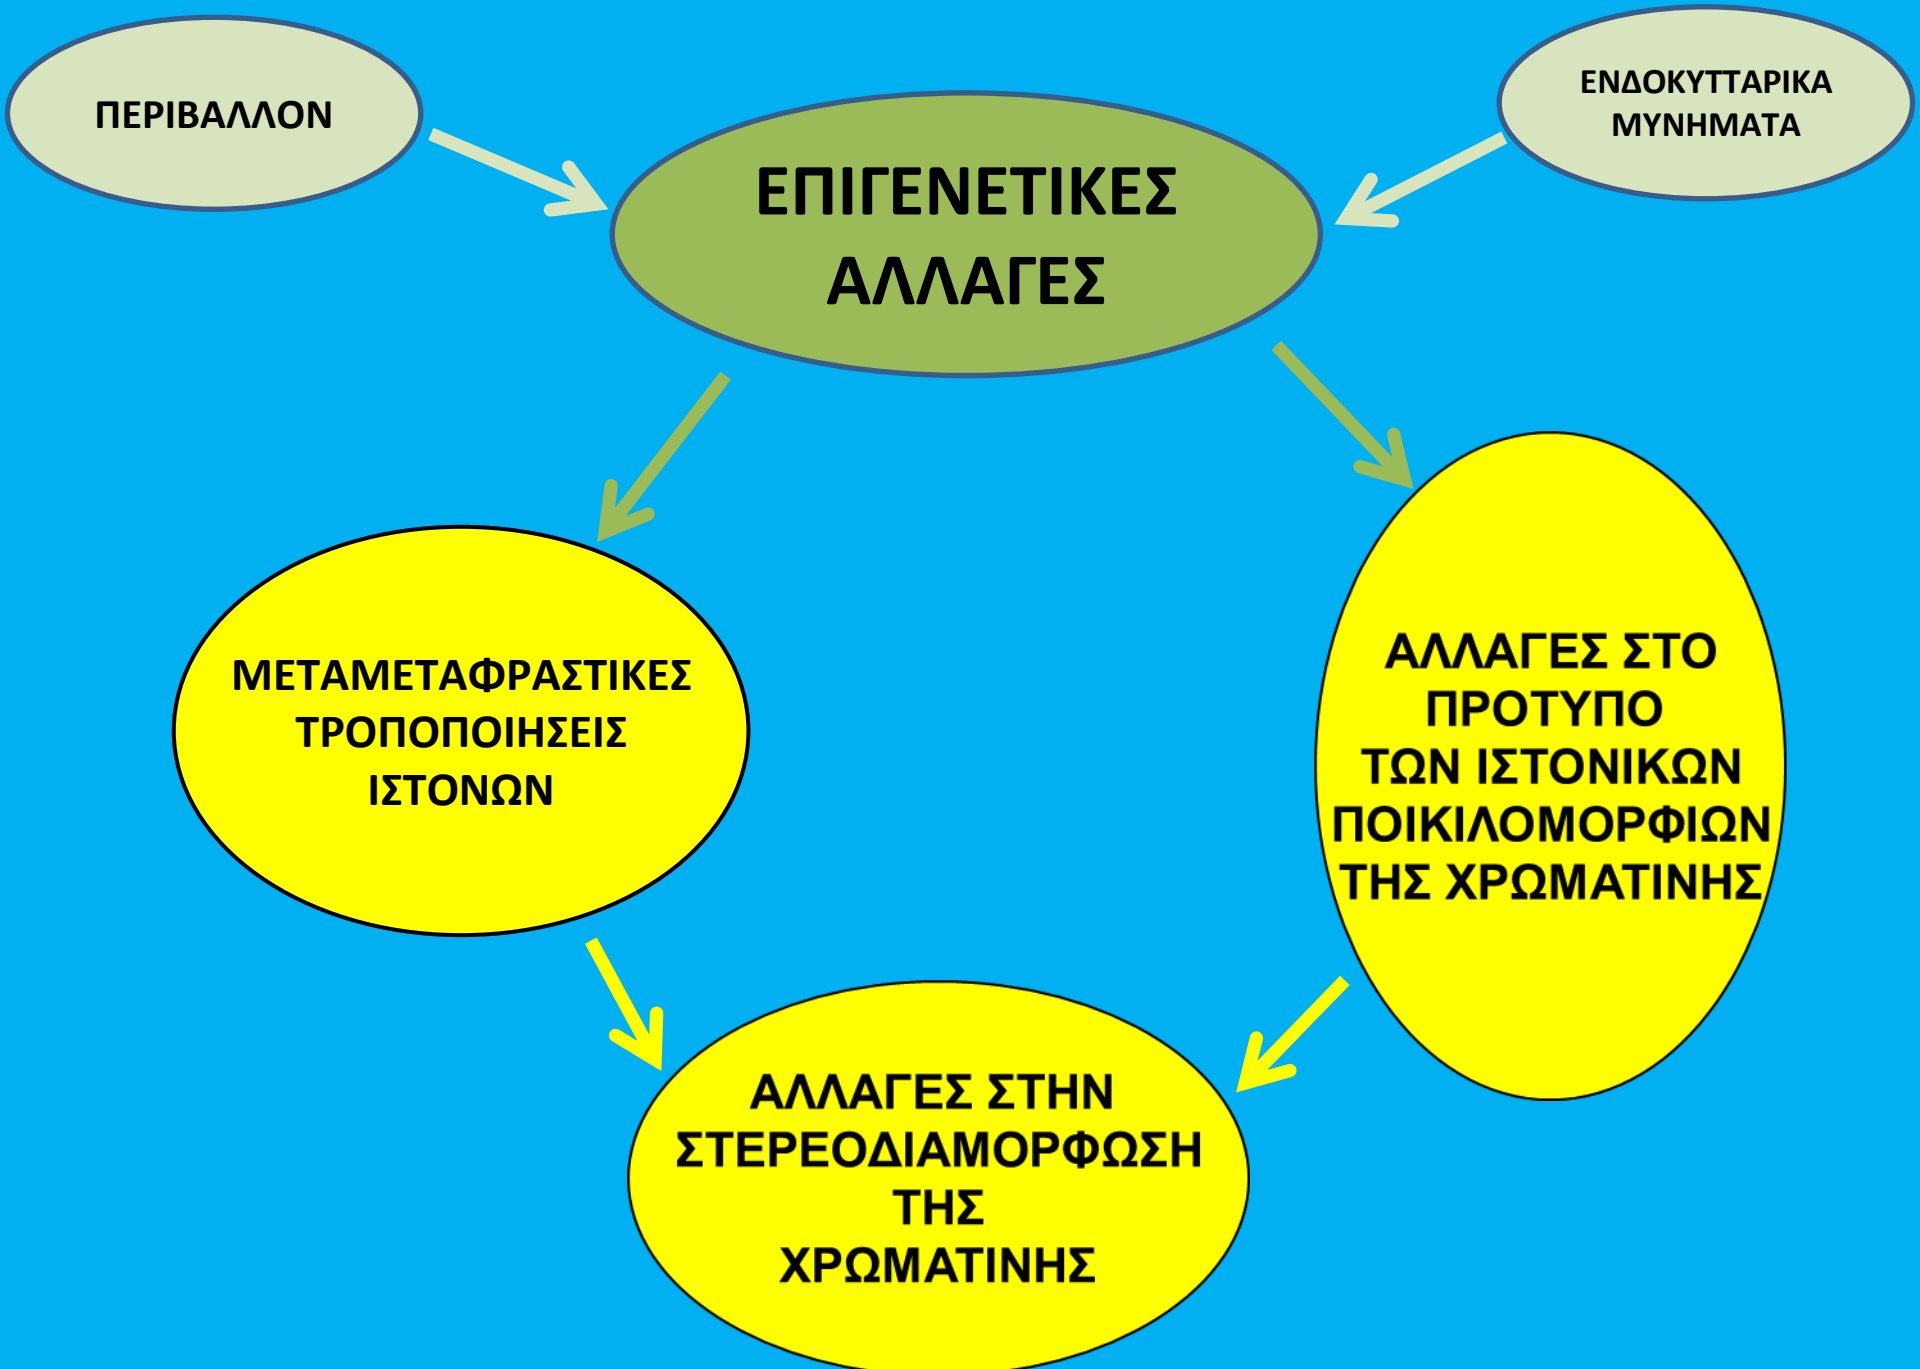 ΠΕΡΙΒΑΛΛΟΝ
ΕΝΔΟΚΥΤΤΑΡΙΚΑ
ΜΥΝΗΜΑΤΑ
ΕΠΙΓΕΝΕΤΙΚΕΣ
ΑΛΛΑΓΕΣ
ΜΕΤΑΜΕΤΑΦΡΑΣΤΙΚΕΣ
ΤΡΟΠΟΠΟΙΗΣΕΙΣ
ΙΣΤΟΝΩΝ
ΑΛΛΑΓΕΣ ΣΤΟ
ΠΡΟΤΥΠΟ
ΤΩΝ ΙΣΤΟΝΙΚΩΝ
ΠΟΙΚΙΛΟΜΟΡΦΙΩΝ
ΤΗΣ ΧΡΩΜΑΤΙΝΗΣ
ΑΛΛΑΓΕΣ ΣΤΗΝ
ΣΤΕΡΕΟΔΙΑΜΟΡΦΩΣΗ
ΤΗΣ
ΧΡΩΜΑΤΙΝΗΣ